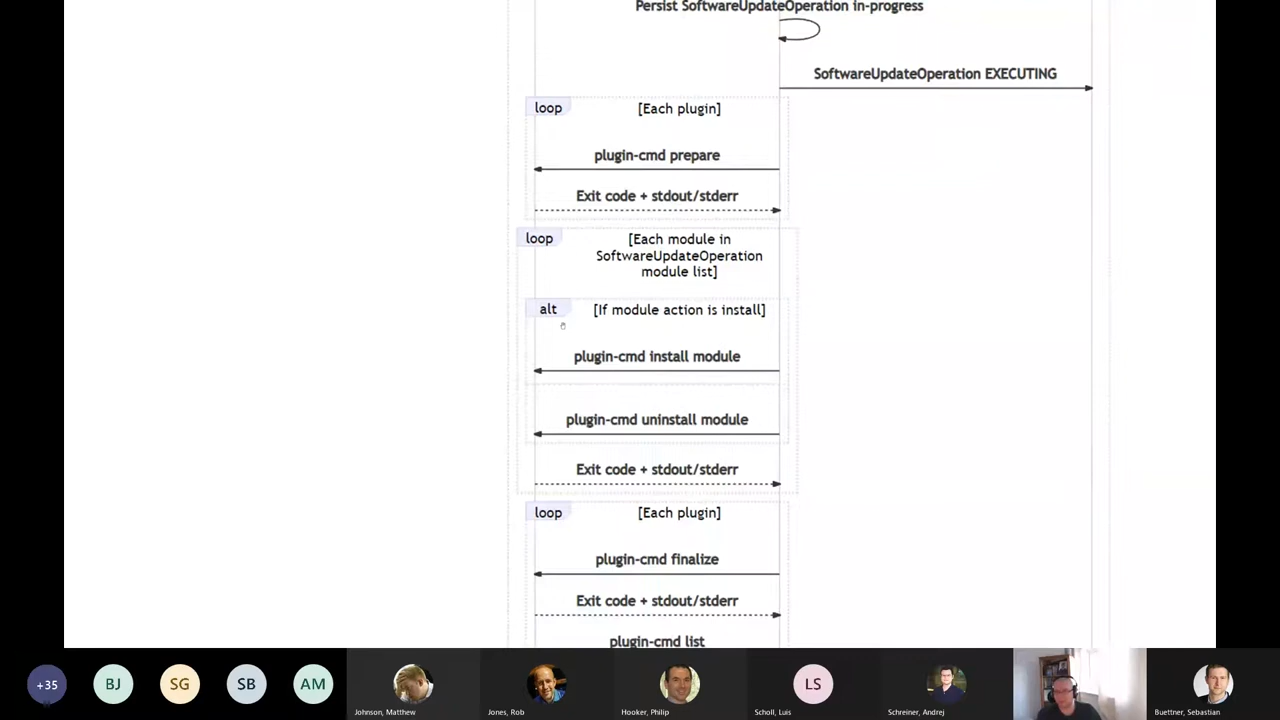 Persist SoftwareUpdateOperation in-progress
SoftwareUpdateOperation EXECUTING
loop
[Each plugin]
plugin-cmd prepare
Exit code + stdout/stderr
loop
[Each module in
SoftwareUpdateOperation
module list]
alt
[If module action is install]
plugin-cmd install module
plugin-cmd uninstall module
Exit code + stdout/stderr
loop
[Each plugin]
plugin-cmd finalize
Exit code + stdout/stderr
plugin-cmd list
+35
BJ
SG
SB
AM
LS
Johnson, Matthew
Jones, Rob
Hooker, Philip
Scholl, Luis
Schreiner, Andrej
Buettner, Sebastian